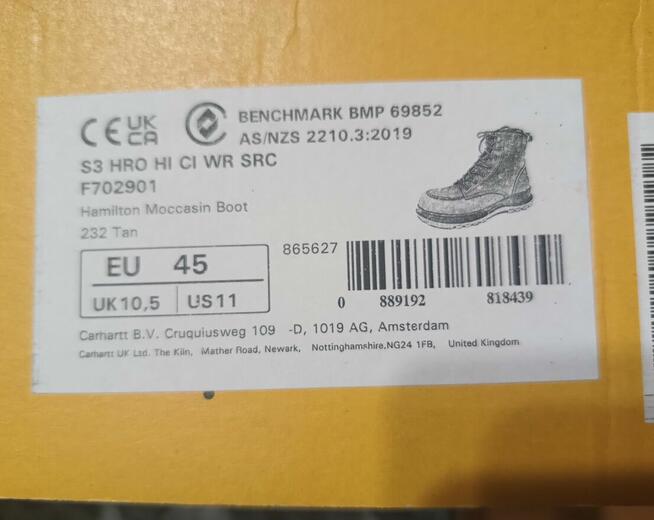 CE UK CA BENCHMARK BMP 69852
AS/NZS 2210.3:2019
S3 HRO HI CI WR SRC
F702901
Hamilton Moccasin Boot
232 Tan
EU 45
UK10,5 US11
865627
0 889192 818439
Carhartt B.V. Cruquiusweg 109 -D, 1019 AG, Amsterdam
Carhartt UK Ltd. The Kiln, Mather Road, Newark, Nottinghamshire,NG24 1FB, United Kingdom